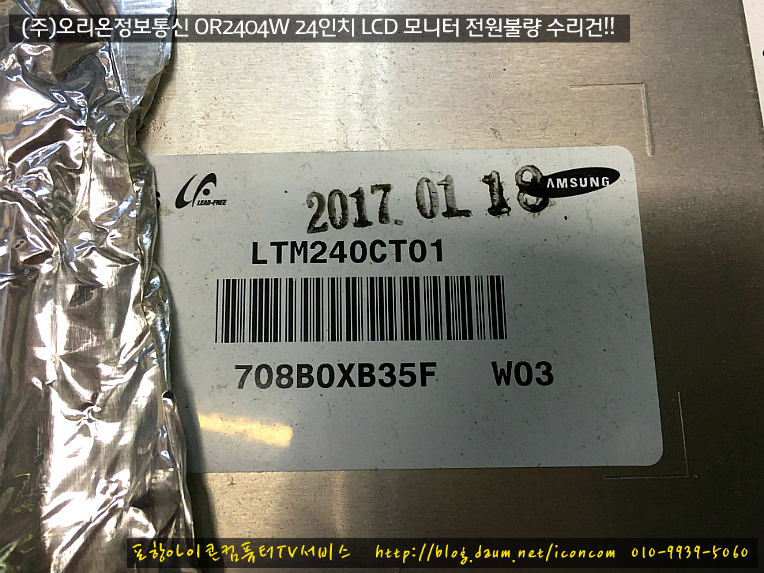 (주)오리온정보통신 OR2404W 24인치 LCD 모니터 전원불량 수리건!!
LEAD-FREE
2017. 01 18
SAMSUNG
LTM240CT01
708B0XB35F W03
포항아이콘컴퓨터TV서비스 http://blog.daum.net/iconcom 010-9939-5060